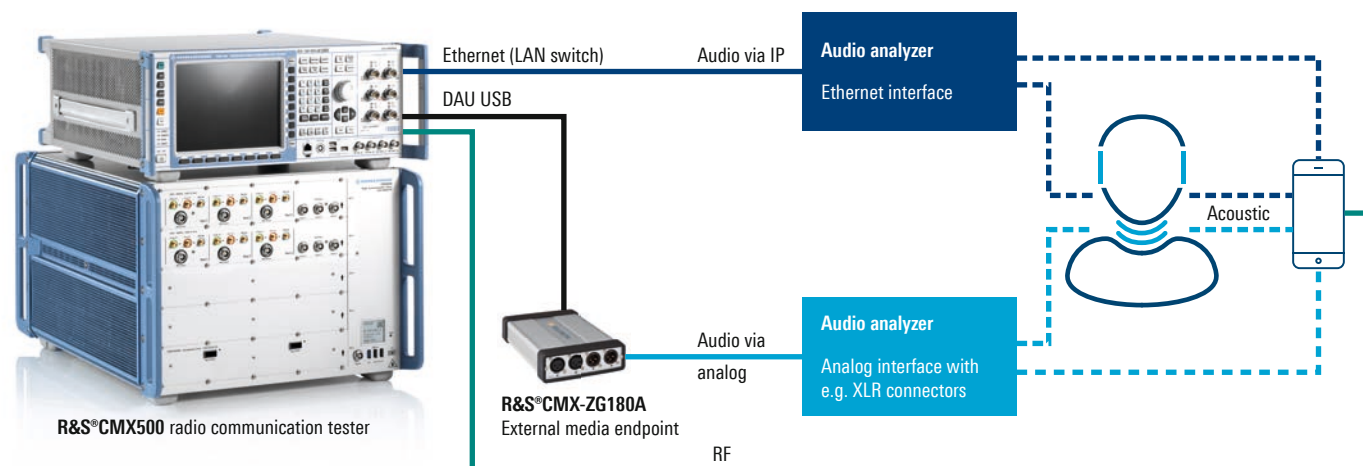 Ethernet (LAN switch)
Audio via IP
DAU USB
Audio analyzer
Ethernet interface
Acoustic
Audio analyzer
Analog interface with
e.g. XLR connectors
Audio via
analog
R&S®CMX-ZG180A
External media endpoint
R&S®CMX500 radio communication tester
RF